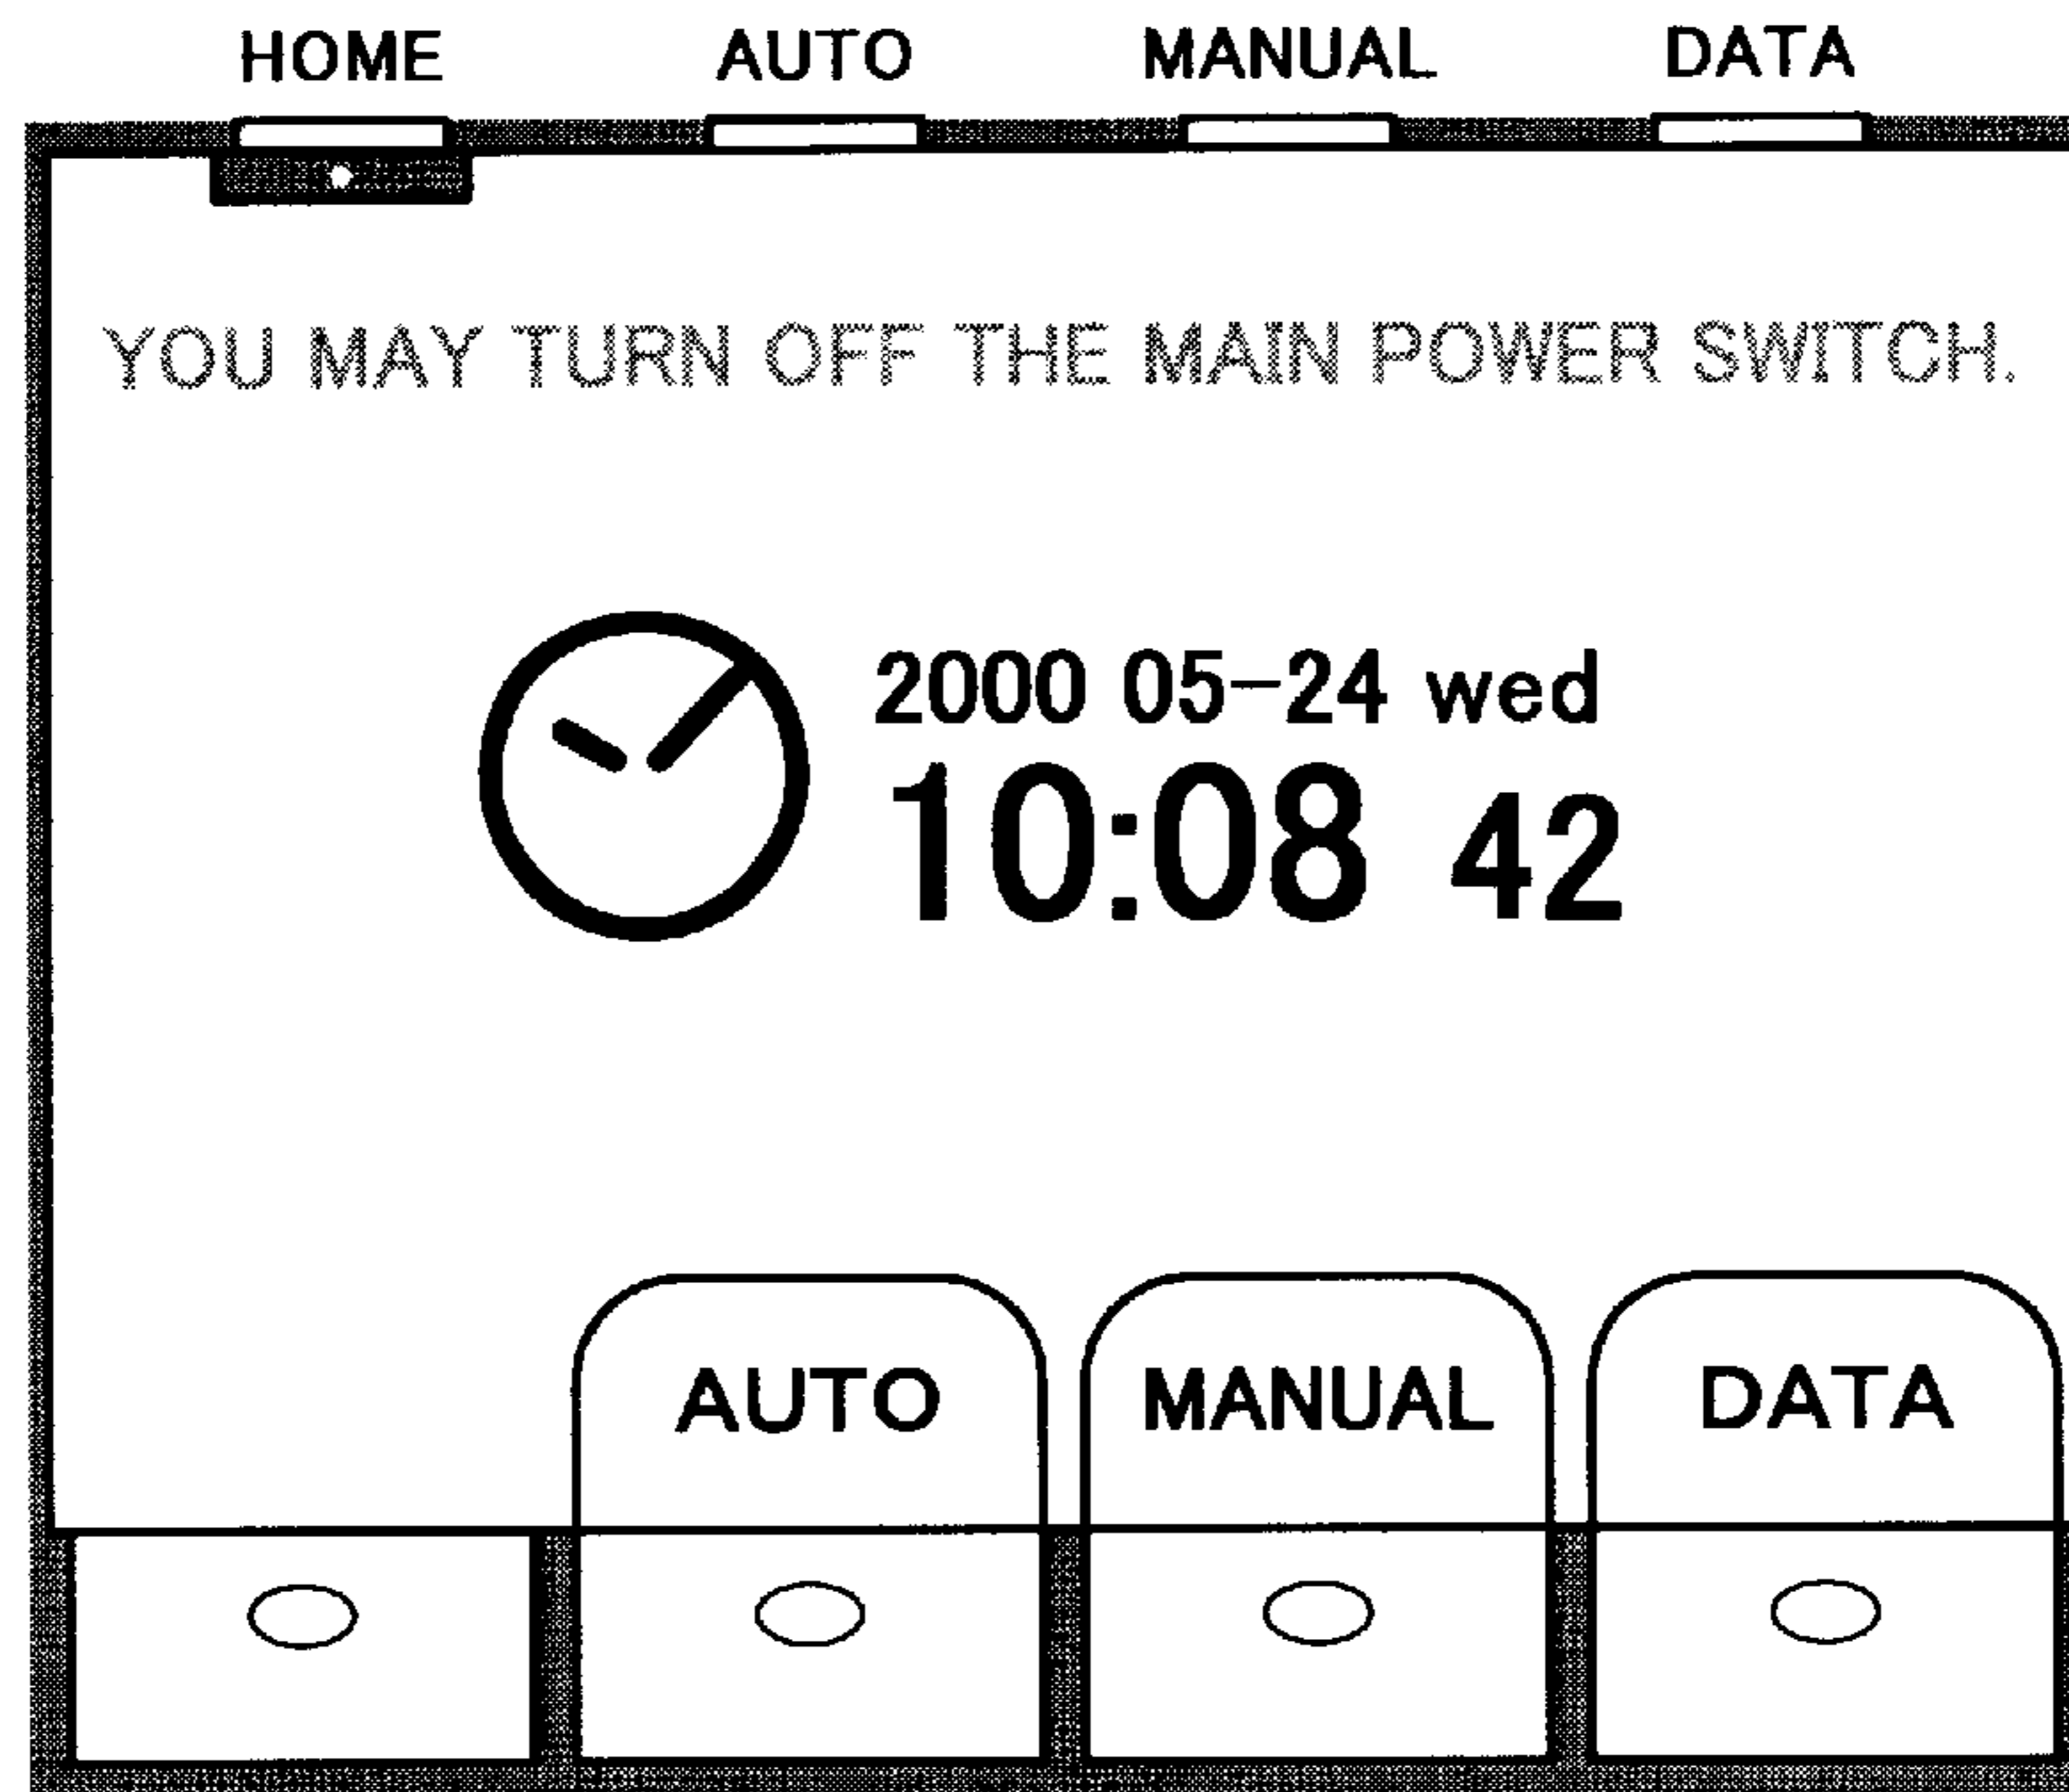 HOME AUTO MANUAL DATA
YOU MAY TURN OFF THE MAIN POWER SWITCH.
2000 05-24 wed
10:08 42
AUTO MANUAL DATA